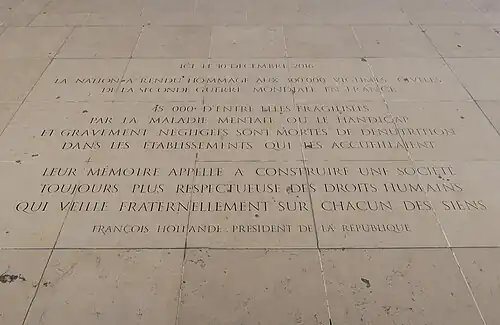 ICI LE 10 DÉCEMBRE 2016
LA NATION A RENDU HOMMAGE AUX 300 000 VICTIMES CIVILES
DE LA SECONDE GUERRE MONDIALE EN FRANCE
45 000 D'ENTRE ELLES FRAGILISÉES
PAR LA MALADIE MENTALE OU LE HANDICAP
ET GRAVEMENT NÉGLIGÉES SONT MORTES DE DÉNUTRITION
DANS LES ÉTABLISSEMENTS QUI LES ACCUEILLAIENT
LEUR MÉMOIRE APPELLE À CONSTRUIRE UNE SOCIÉTÉ
TOUJOURS PLUS RESPECTUEUSE DES DROITS HUMAINS
QUI VEILLE FRATERNELLEMENT SUR CHACUN DES SIENS
FRANÇOIS HOLLANDE . PRÉSIDENT DE LA RÉPUBLIQUE